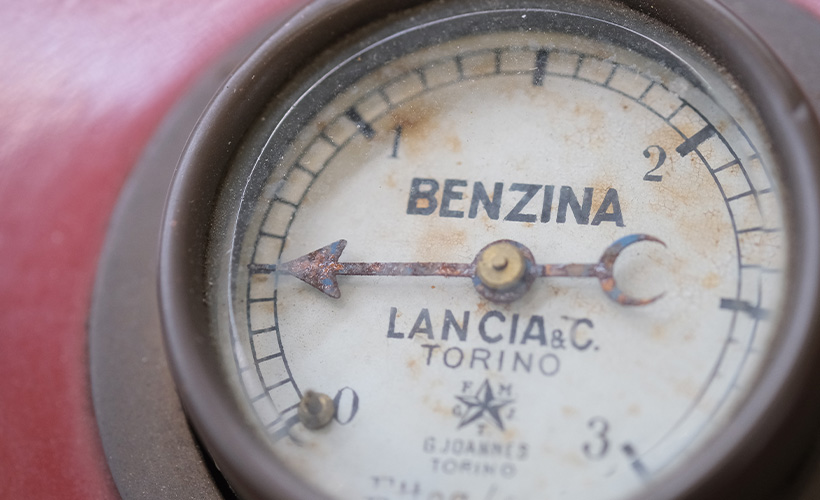 1
2
BENZINA
LANCIA & C.
TORINO
F M
G J
T
0
3
G.JOANNES
TORINO